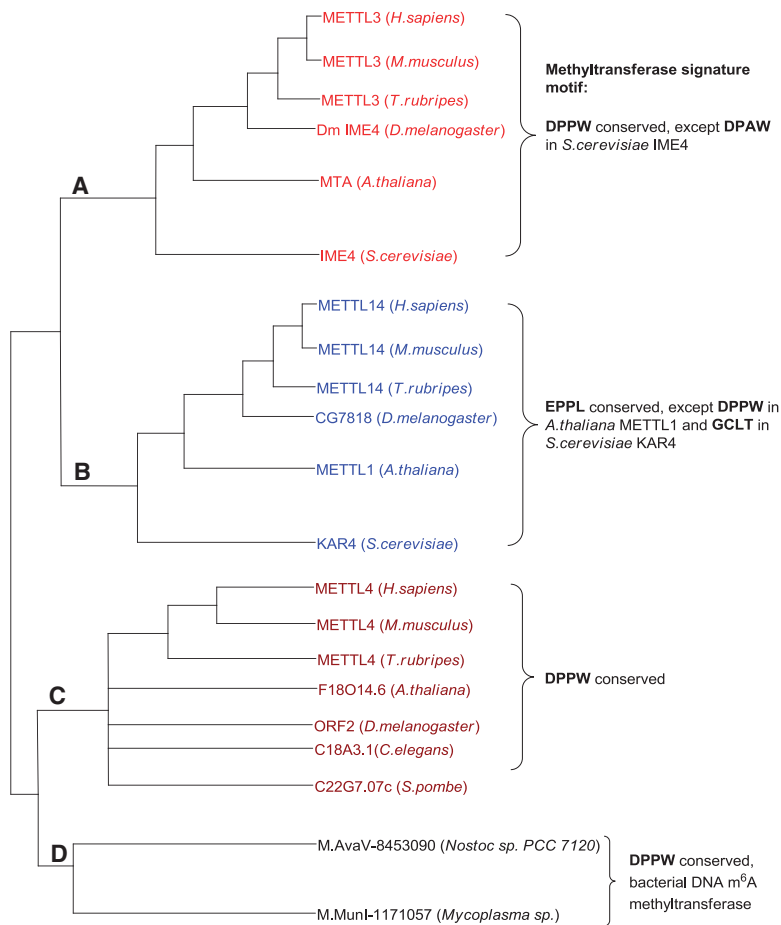 METTL3 (H.sapiens)
METTL3 (M.musculus)
METTL3 (T.rubripes)
Dm IME4 (D.melanogaster)
MTA (A.thaliana)
IME4 (S.cerevisiae)
A
Methyltransferase signature
motif:
DPPW conserved, except DPAW
in S.cerevisiae IME4
METTL14 (H.sapiens)
METTL14 (M.musculus)
METTL14 (T.rubripes)
CG7818 (D.melanogaster)
METTL1 (A.thaliana)
KAR4 (S.cerevisiae)
B
EPPL conserved, except DPPW in
A.thaliana METTL1 and GCLT in
S.cerevisiae KAR4
METTL4 (H.sapiens)
METTL4 (M.musculus)
METTL4 (T.rubripes)
F18O14.6 (A.thaliana)
ORF2 (D.melanogaster)
C18A3.1(C.elegans)
C22G7.07c (S.pombe)
C
DPPW conserved
M.AvaV-8453090 (Nostoc sp. PCC 7120)
M.MunI-1171057 (Mycoplasma sp.)
D
DPPW conserved,
bacterial DNA m⁶A
methyltransferase